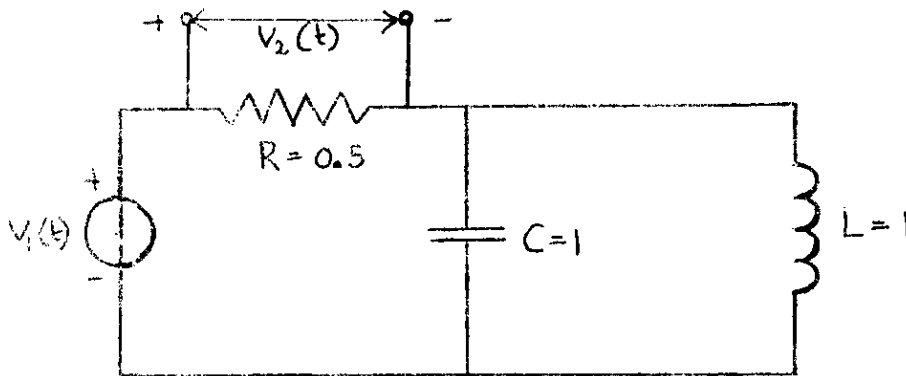 + -
V₂(t)
R = 0.5
+
V₁(t)
-
C=1
L=1